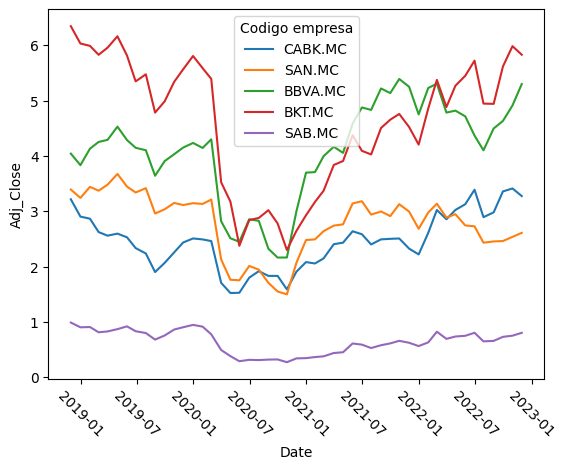 Codigo empresa
CABK.MC
SAN.MC
BBVA.MC
BKT.MC
SAB.MC
Adj_Close
6
5
4
3
2
1
0
2019-01
2019-07
2020-01
2020-07
2021-01
2021-07
2022-01
2022-07
2023-01
Date